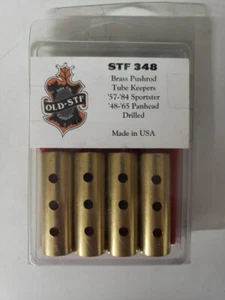 OLD-STF
STF 348
Brass Pushrod
Tube Keepers
'57-'84 Sportster
'48-'65 Panhead
Drilled
Made in USA